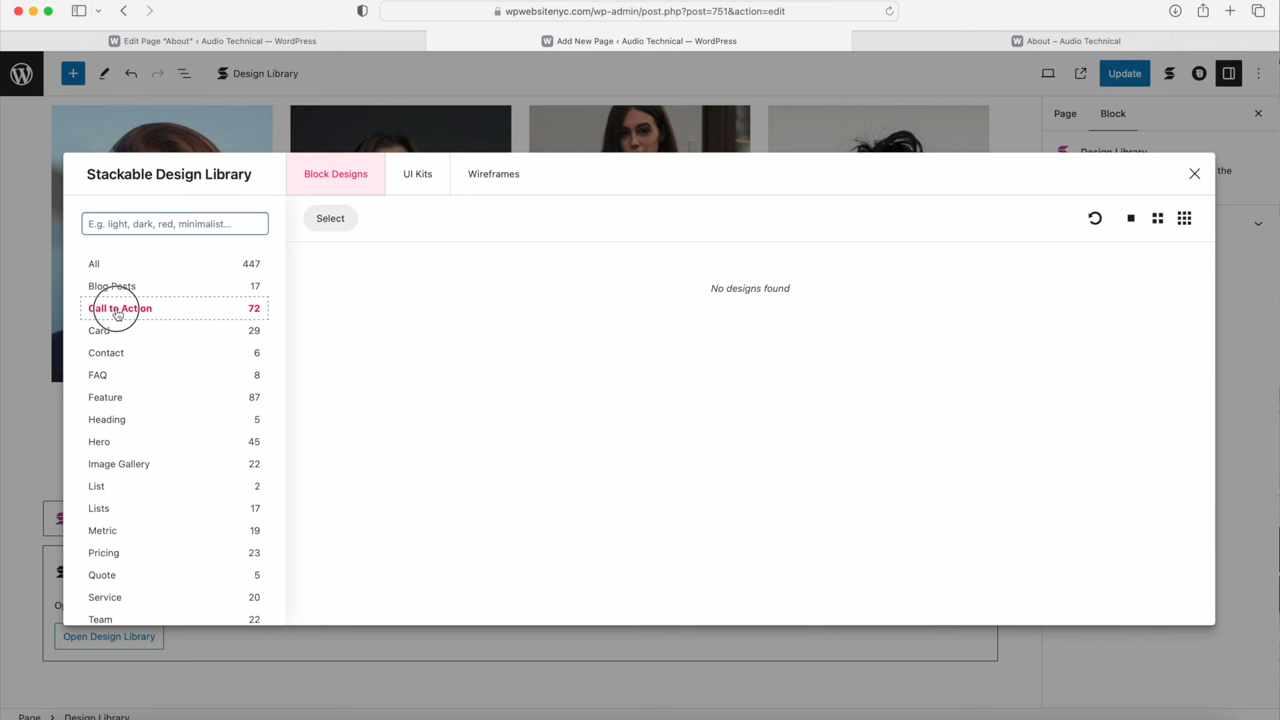 wpwebsitenyc.com/wp-admin/post.php?post=751&action=edit
Edit Page "About" ‹ Audio Technical — WordPress
Add New Page ‹ Audio Technical — WordPress
About – Audio Technical
Design Library
Update
Page
Block
Design Library
the
Stackable Design Library
Block Designs
UI Kits
Wireframes
E.g. light, dark, red, minimalist...
Select
No designs found
All 447
Blog Posts 17
Call to Action 72
Card 29
Contact 6
FAQ 8
Feature 87
Heading 5
Hero 45
Image Gallery 22
List 2
Lists 17
Metric 19
Pricing 23
Quote 5
Service 20
Team 22
Open Design Library
Page
Design Library